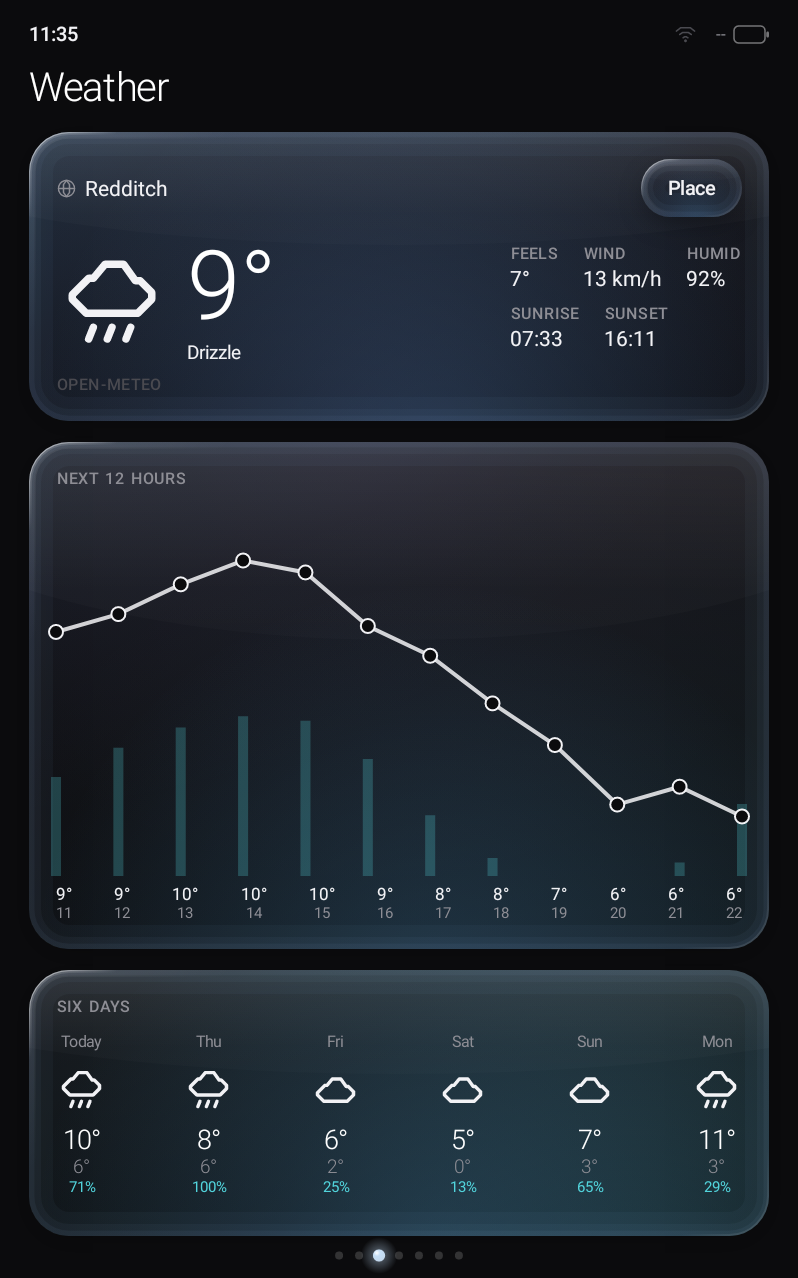 11:35
--
Weather
Redditch
Place
9°
Drizzle
FEELS WIND HUMID
7° 13 km/h 92%
SUNRISE SUNSET
07:33 16:11
OPEN-METEO
NEXT 12 HOURS
9° 9° 10° 10° 10° 9° 8° 8° 7° 6° 6° 6°
11 12 13 14 15 16 17 18 19 20 21 22
SIX DAYS
Today Thu Fri Sat Sun Mon
10° 8° 6° 5° 7° 11°
6° 6° 2° 0° 3° 3°
71% 100% 25% 13% 65% 29%